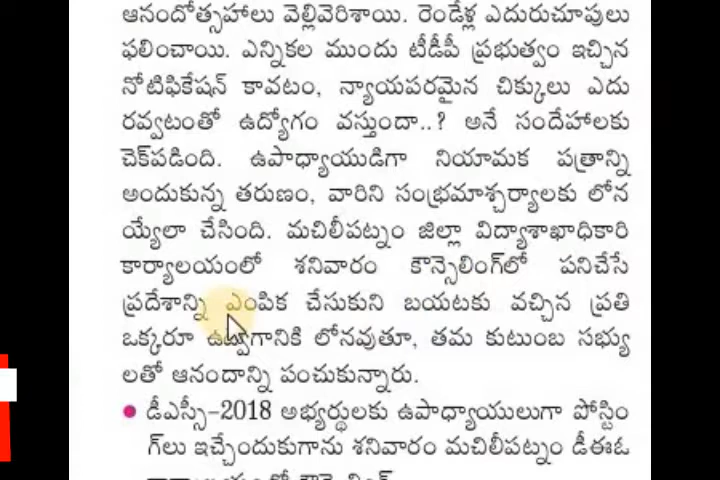 ఆనందోత్సహాలు వెల్లివెరిశాయి. రెండేళ్ల ఎదురుచూపులు
ఫలించాయి. ఎన్నికల ముందు టీడీపీ ప్రభుత్వం ఇచ్చిన
నోటిఫికేషన్ కావటం, న్యాయపరమైన చిక్కులు ఎదు
రవ్వటంతో ఉద్యోగం వస్తుందా..? అనే సందేహాలకు
చెక్‌పడింది. ఉపాధ్యాయుడిగా నియామక పత్రాన్ని
అందుకున్న తరుణం, వారిని సంభ్రమాశ్చర్యాలకు లోన
య్యేలా చేసింది. మచిలీపట్నం జిల్లా విద్యాశాఖాధికారి
కార్యాలయంలో శనివారం కౌన్సెలింగ్‌లో పనిచేసే
ప్రదేశాన్ని ఎంపిక చేసుకుని బయటకు వచ్చిన ప్రతి
ఒక్కరూ ఉద్వేగానికి లోనవుతూ, తమ కుటుంబ సభ్యు
లతో ఆనందాన్ని పంచుకున్నారు.
• డీఎస్సీ-2018 అభ్యర్థులకు ఉపాధ్యాయులుగా పోస్టిం
గ్‌లు ఇచ్చేందుకుగాను శనివారం మచిలీపట్నం డీఈఓ